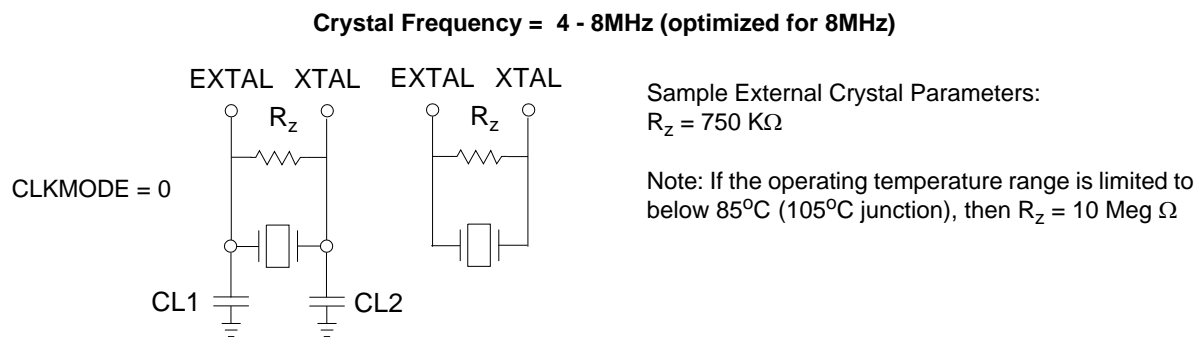 Crystal Frequency = 4 - 8MHz (optimized for 8MHz)
EXTAL XTAL EXTAL XTAL
Rz Rz
Sample External Crystal Parameters:
Rz = 750 KΩ
CLKMODE = 0
Note: If the operating temperature range is limited to
below 85oC (105oC junction), then Rz = 10 Meg Ω
CL1 CL2